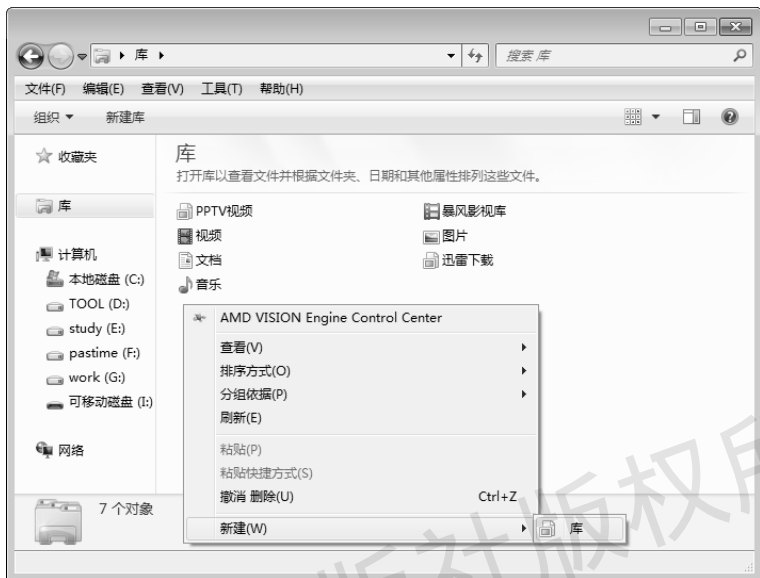 库
搜索 库
文件(F) 编辑(E) 查看(V) 工具(T) 帮助(H)
组织 新建库
收藏夹
库
计算机
本地磁盘 (C:)
TOOL (D:)
study (E:)
pastime (F:)
work (G:)
可移动磁盘 (I:)
网络
库
打开库以查看文件并根据文件夹、日期和其他属性排列这些文件。
PPTV视频 暴风影视库
视频 图片
文档 迅雷下载
音乐
AMD VISION Engine Control Center
查看(V)
排序方式(O)
分组依据(P)
刷新(E)
粘贴(P)
粘贴快捷方式(S)
撤消 删除(U) Ctrl+Z
新建(W) 库
7 个对象
版社版权